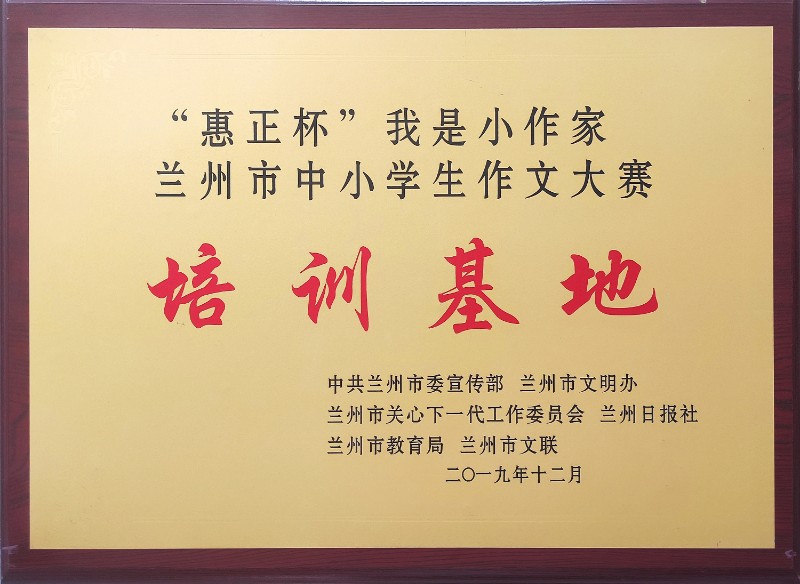 “惠正杯”我是小作家
兰州市中小学生作文大赛
培训基地
中共兰州市委宣传部 兰州市文明办
兰州市关心下一代工作委员会 兰州日报社
兰州市教育局 兰州市文联
二〇一九年十二月